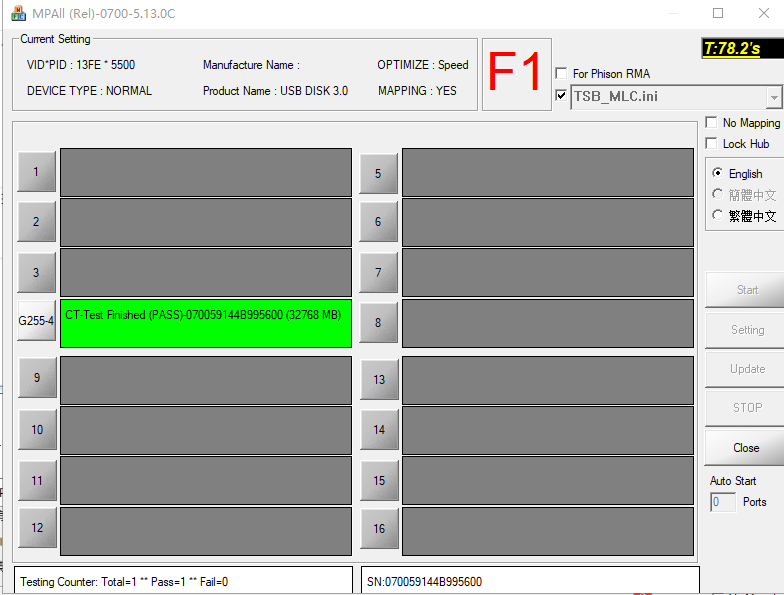 MPAll (Rel)-0700-5.13.0C
Current Setting
VID*PID : 13FE * 5500
Manufacture Name :
OPTIMIZE : Speed
DEVICE TYPE : NORMAL
Product Name : USB DISK 3.0
MAPPING : YES
F1
T:78.2's
For Phison RMA
TSB_MLC.ini
No Mapping
Lock Hub
English
簡體中文
繁體中文
1
5
2
6
3
7
G255-4
CT-Test Finished (PASS)-070059144B995600 (32768 MB)
8
9
13
10
14
11
15
12
16
Start
Setting
Update
STOP
Close
Auto Start
0
Ports
Testing Counter: Total=1 ** Pass=1 ** Fail=0
SN:070059144B995600